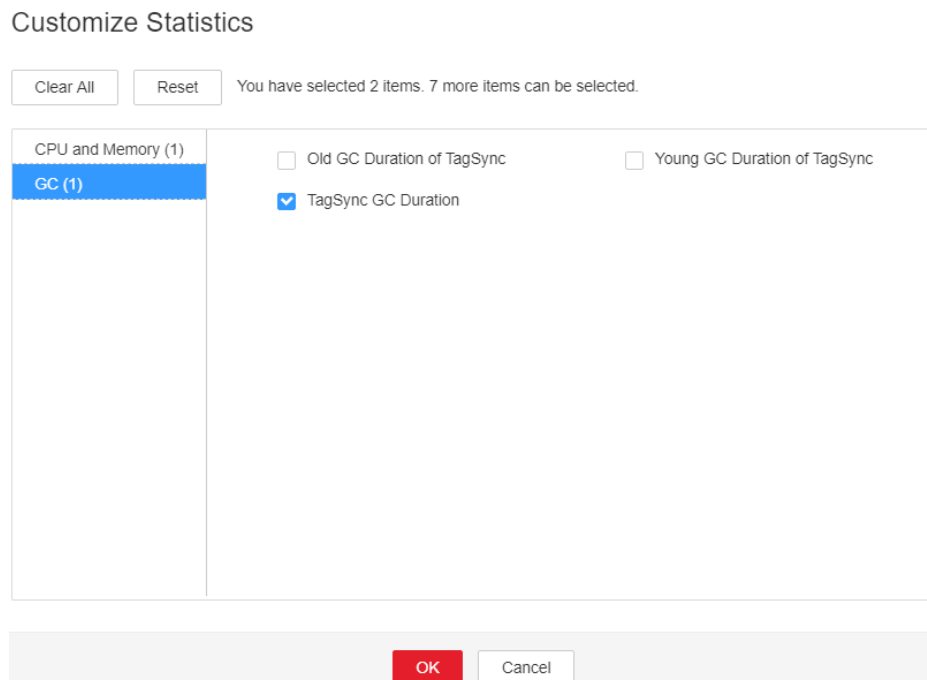 Customize Statistics
Clear All Reset You have selected 2 items. 7 more items can be selected.
CPU and Memory (1)
GC (1)
Old GC Duration of TagSync Young GC Duration of TagSync
TagSync GC Duration
OK Cancel